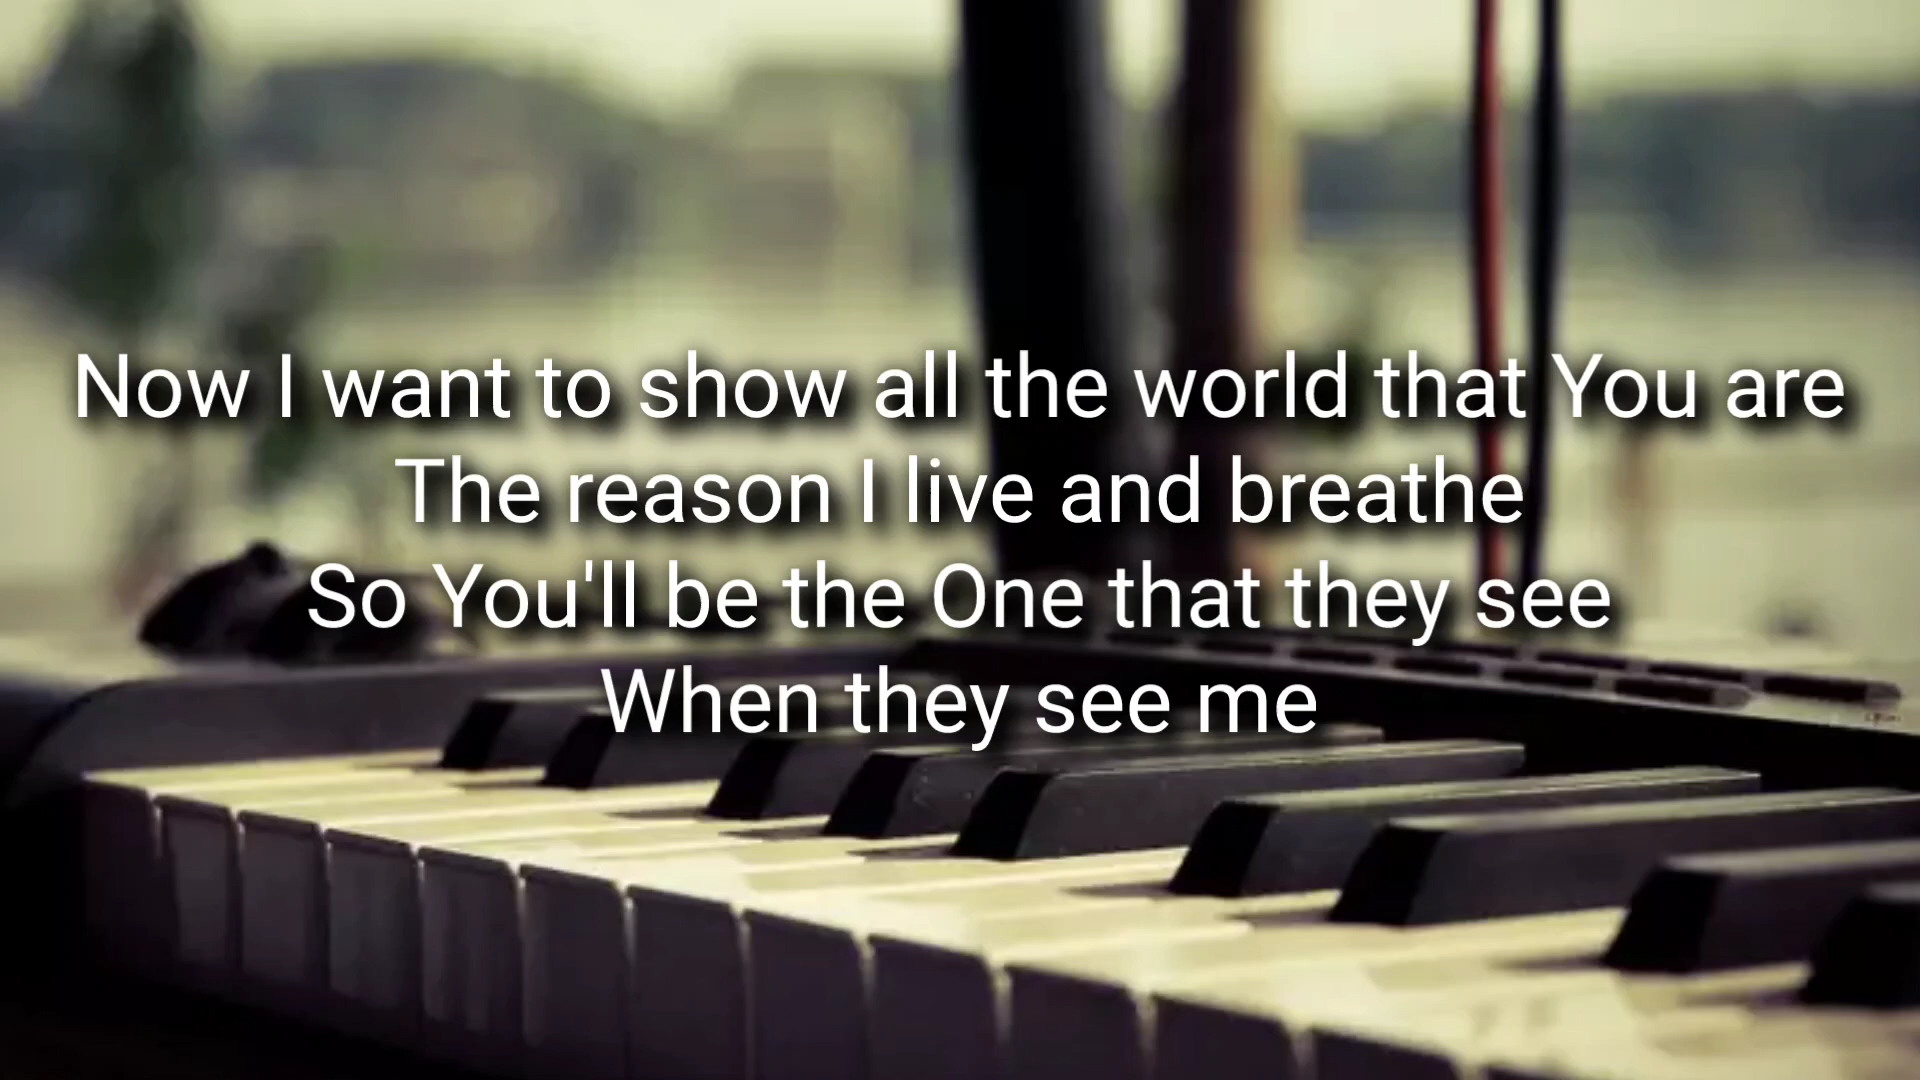 Now I want to show all the world that You are
The reason I live and breathe
So You'll be the One that they see
When they see me